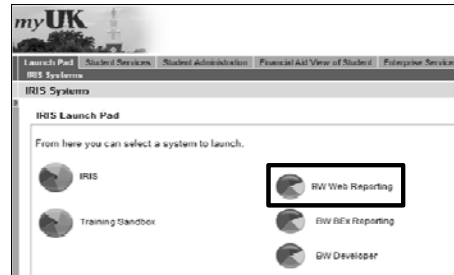 myUK
Launch Pad Student Services Student Administration Financial Aid View of Student Enterprise Service
IRIS Systems
IRIS Systems
IRIS Launch Pad
From here you can select a system to launch.
IRIS
BW Web Reporting
Training Sandbox
BW BEx Reporting
BW Developer